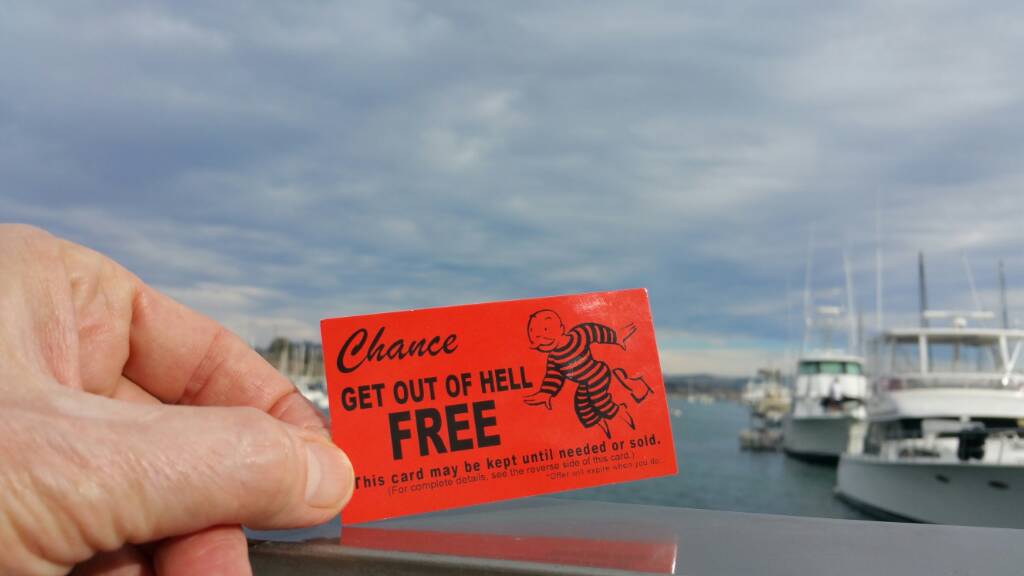 Chance
GET OUT OF HELL
FREE
This card may be kept until needed or sold.
(For complete details, see the reverse side of this card.)
*Offer will expire when you do.